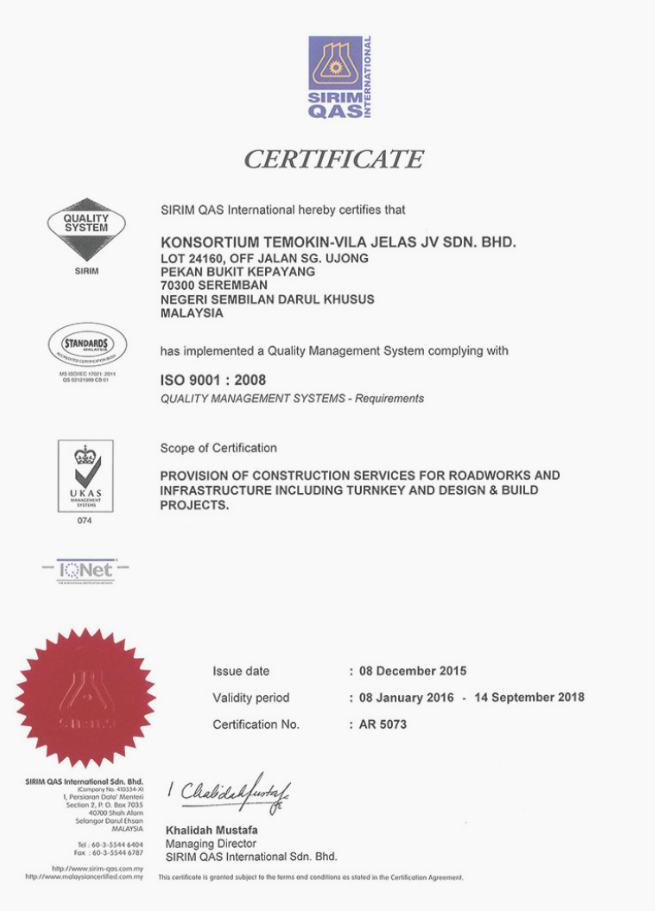 SIRIM
QAS
INTERNATIONAL
CERTIFICATE
QUALITY
SYSTEM
SIRIM
SIRIM QAS International hereby certifies that
KONSORTIUM TEMOKIN-VILA JELAS JV SDN. BHD.
LOT 24160, OFF JALAN SG. UJONG
PEKAN BUKIT KEPAYANG
70300 SEREMBAN
NEGERI SEMBILAN DARUL KHUSUS
MALAYSIA
STANDARDS
MALAYSIA
ACCREDITED CERTIFICATION BODY
MS ISO/IEC 17021: 2011
has implemented a Quality Management System complying with
ISO 9001 : 2008
QUALITY MANAGEMENT SYSTEMS - Requirements
UKAS
MANAGEMENT
SYSTEMS
074
Scope of Certification
PROVISION OF CONSTRUCTION SERVICES FOR ROADWORKS AND
INFRASTRUCTURE INCLUDING TURNKEY AND DESIGN & BUILD
PROJECTS.
IQNet
SIRIM
Issue date : 08 December 2015
Validity period : 08 January 2016 - 14 September 2018
Certification No. : AR 5073
SIRIM QAS International Sdn. Bhd.
(Company No. 410334-X)
1, Persiaran Dato' Menteri
Section 2, P. O. Box 7035
40700 Shah Alam
Selangor Darul Ehsan
MALAYSIA
Tel : 60-3-5544 6404
Fax : 60-3-5544 6787
http://www.sirim-qas.com.my
http://www.malaysiancertified.com.my
Khalidah Mustafa
Managing Director
SIRIM QAS International Sdn. Bhd.
This certificate is granted subject to the terms and conditions as stated in the Certification Agreement.